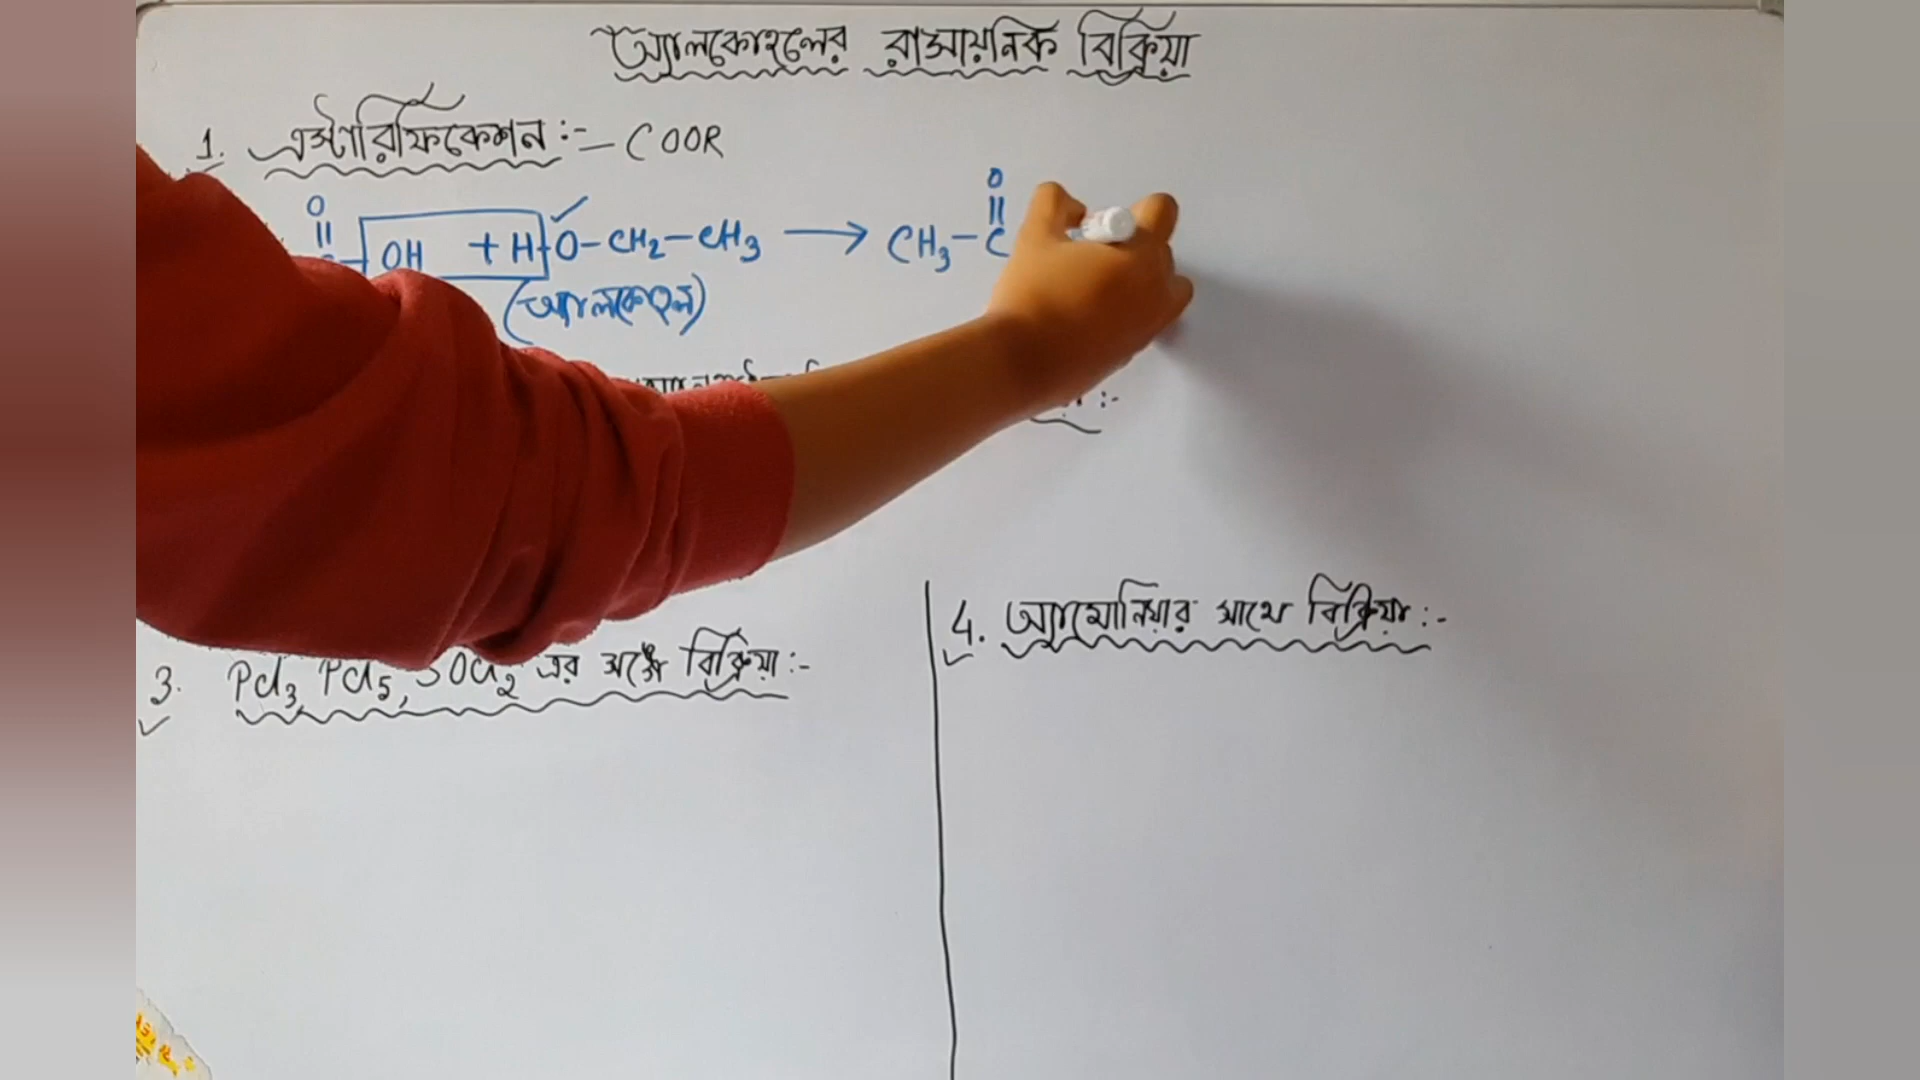 অ্যালকোহলের রাসায়নিক বিক্রিয়া
1. এস্টারিফিকেশন :- – COOR
O O
|| ||
OH + H O – CH₂ – CH₃ ⟶ CH₃ – C
(অ্যালকোহল)
3. PCl₃, PCl₅, SOCl₂ এর সঙ্গে বিক্রিয়া :-
4. অ্যামোনিয়ার সাথে বিক্রিয়া :-